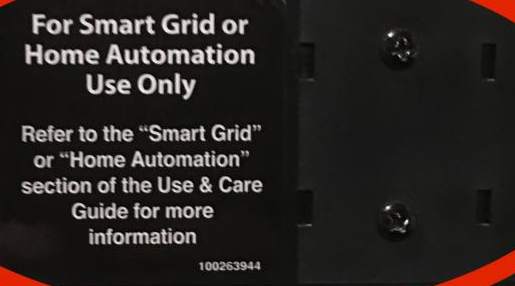 For Smart Grid or
Home Automation
Use Only
Refer to the “Smart Grid”
or “Home Automation”
section of the Use & Care
Guide for more
information
100263944